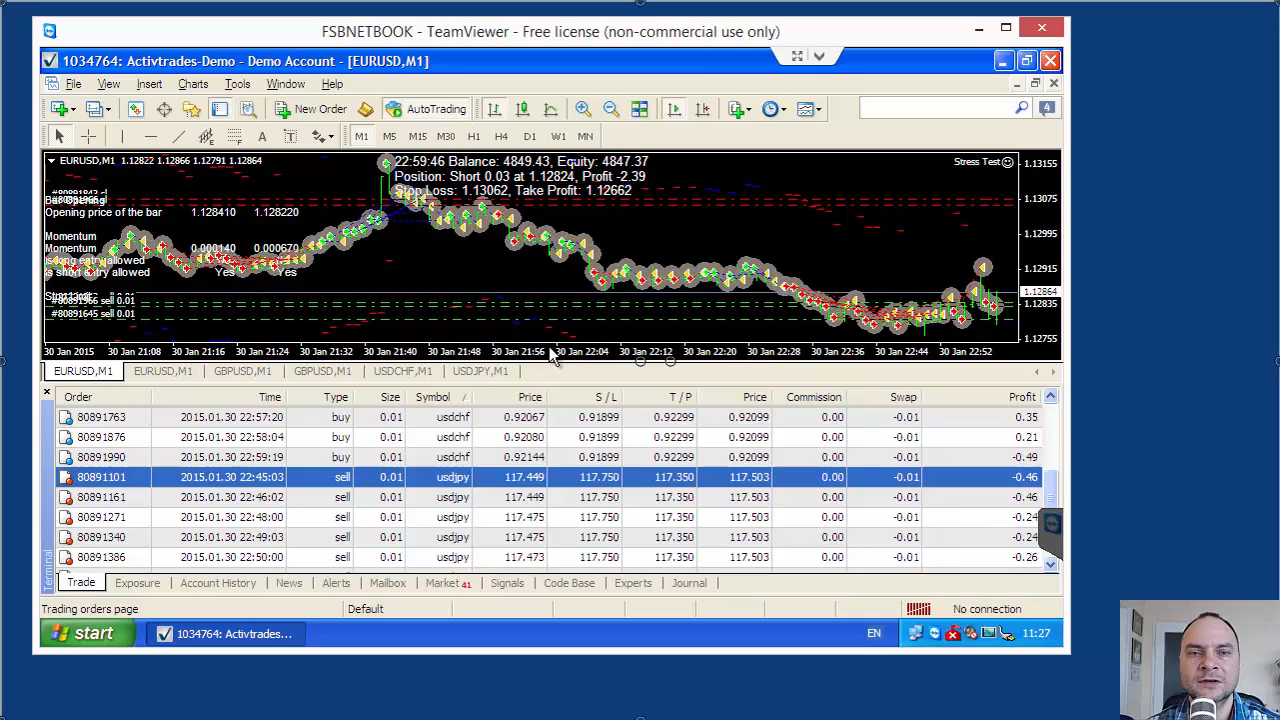 FSBNETBOOK - TeamViewer - Free license (non-commercial use only)
1034764: Activtrades-Demo - Demo Account - [EURUSD,M1]
File View Insert Charts Tools Window Help
New Order AutoTrading 4
A T M1 M5 M15 M30 H1 H4 D1 W1 MN
EURUSD,M1 1.12822 1.12866 1.12791 1.12864
22:59:46 Balance: 4849.43, Equity: 4847.37
Position: Short 0.03 at 1.12824, Profit -2.39
Stop Loss: 1.13062, Take Profit: 1.12662
Stress Test
Opening price of the bar 1.128410 1.128220
Momentum
Momentum 0.000140 0.000679
is long entry allowed
is short entry allowed Yes Yes
#80891966 sell 0.01
#80891645 sell 0.01
1.13155
1.13075
1.12995
1.12915
1.12864
1.12835
1.12755
30 Jan 2015 30 Jan 21:08 30 Jan 21:16 30 Jan 21:24 30 Jan 21:32 30 Jan 21:40 30 Jan 21:48 30 Jan 21:56 30 Jan 22:04 30 Jan 22:12 30 Jan 22:20 30 Jan 22:28 30 Jan 22:36 30 Jan 22:44 30 Jan 22:52
EURUSD,M1 EURUSD,M1 GBPUSD,M1 GBPUSD,M1 USDCHF,M1 USDJPY,M1
Order Time Type Size Symbol Price S / L T / P Price Commission Swap Profit
80891763 2015.01.30 22:57:20 buy 0.01 usdchf 0.92067 0.91899 0.92299 0.92099 0.00 -0.01 0.35
80891876 2015.01.30 22:58:04 buy 0.01 usdchf 0.92080 0.91899 0.92299 0.92099 0.00 -0.01 0.21
80891990 2015.01.30 22:59:19 buy 0.01 usdchf 0.92144 0.91899 0.92299 0.92099 0.00 -0.01 -0.49
80891101 2015.01.30 22:45:03 sell 0.01 usdjpy 117.449 117.750 117.350 117.503 0.00 -0.01 -0.46
80891161 2015.01.30 22:46:02 sell 0.01 usdjpy 117.449 117.750 117.350 117.503 0.00 -0.01 -0.46
80891271 2015.01.30 22:48:00 sell 0.01 usdjpy 117.475 117.750 117.350 117.503 0.00 -0.01 -0.24
80891340 2015.01.30 22:49:03 sell 0.01 usdjpy 117.475 117.750 117.350 117.503 0.00 -0.01 -0.24
80891386 2015.01.30 22:50:00 sell 0.01 usdjpy 117.473 117.750 117.350 117.503 0.00 -0.01 -0.26
Terminal
Trade Exposure Account History News Alerts Mailbox Market 41 Signals Code Base Experts Journal
Trading orders page Default No connection
start 1034764: Activtrades... EN 11:27